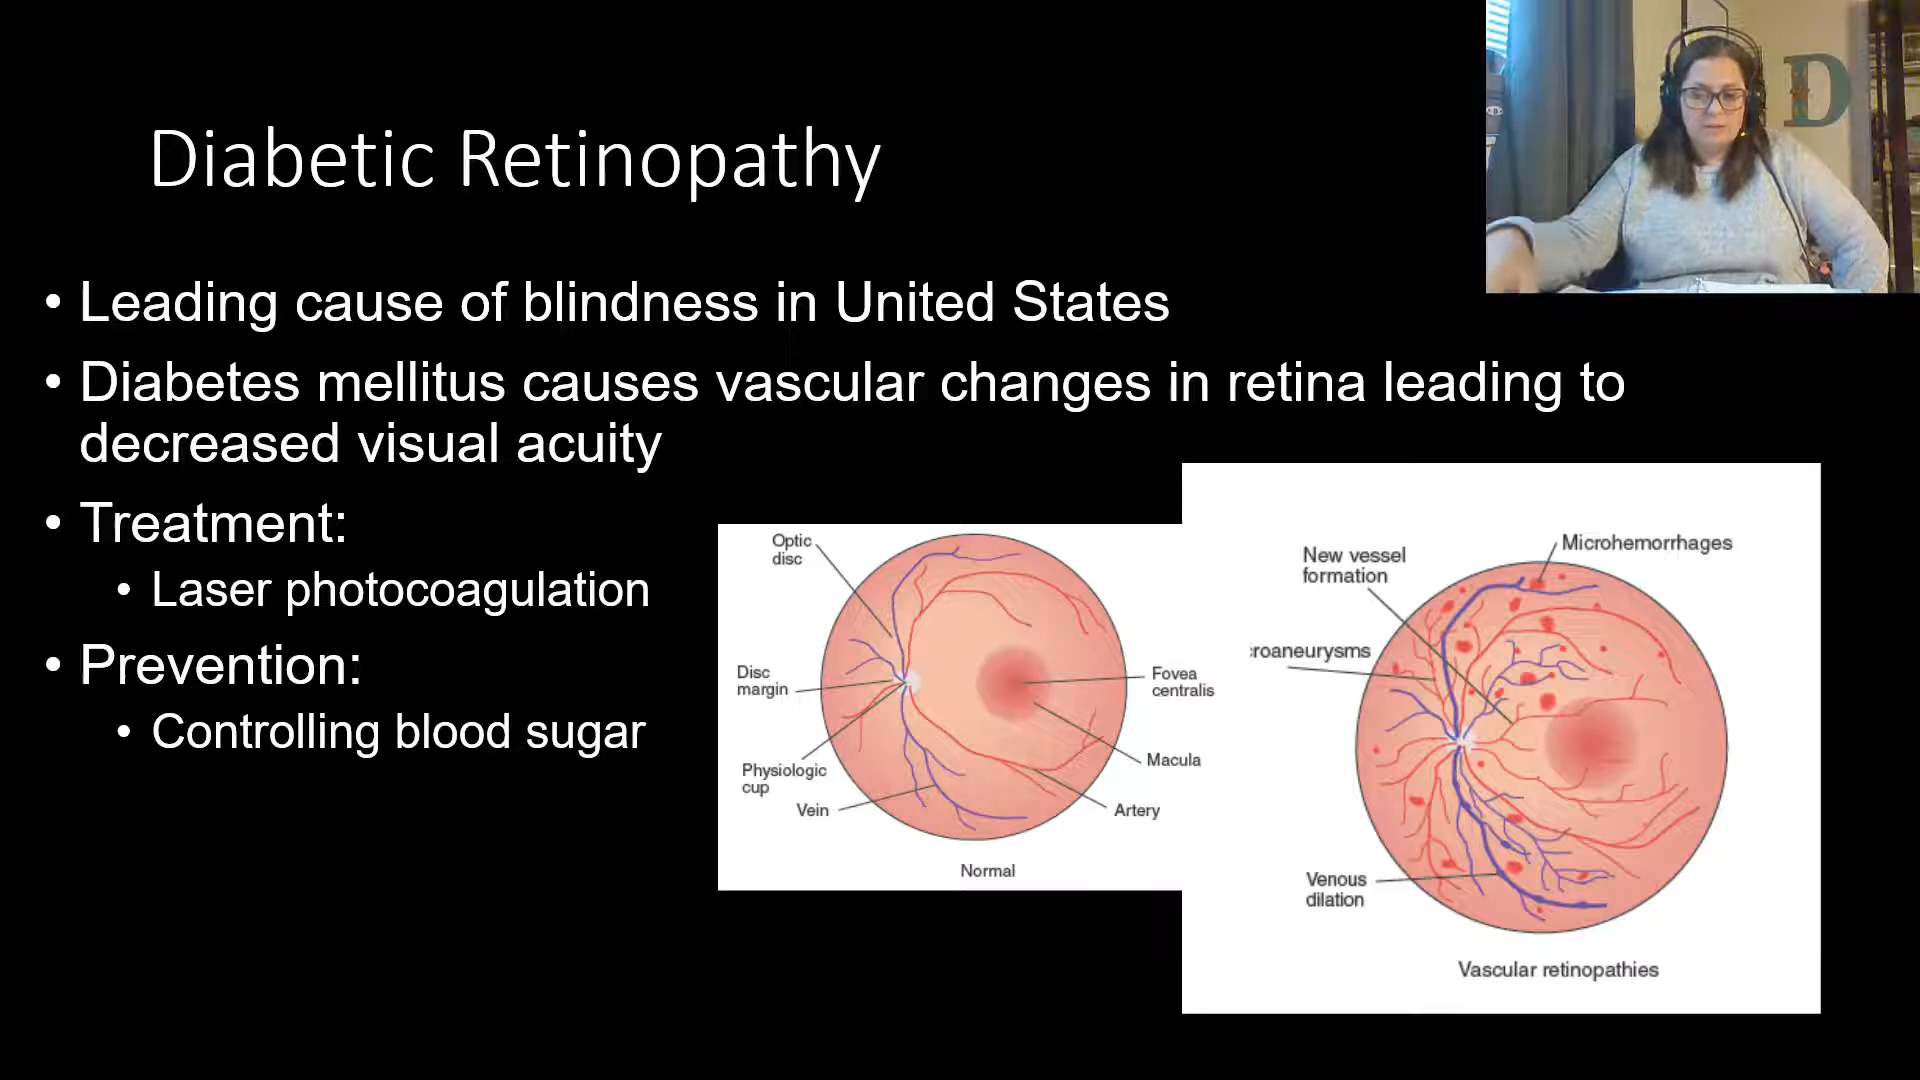 Diabetic Retinopathy
D
• Leading cause of blindness in United States
• Diabetes mellitus causes vascular changes in retina leading to
decreased visual acuity
• Treatment:
• Laser photocoagulation
• Prevention:
• Controlling blood sugar
Optic
disc
Disc
margin
Physiologic
cup
Vein
Fovea
centralis
Macula
Artery
Normal
Microhemorrhages
New vessel
formation
roaneurysms
Venous
dilation
Vascular retinopathies